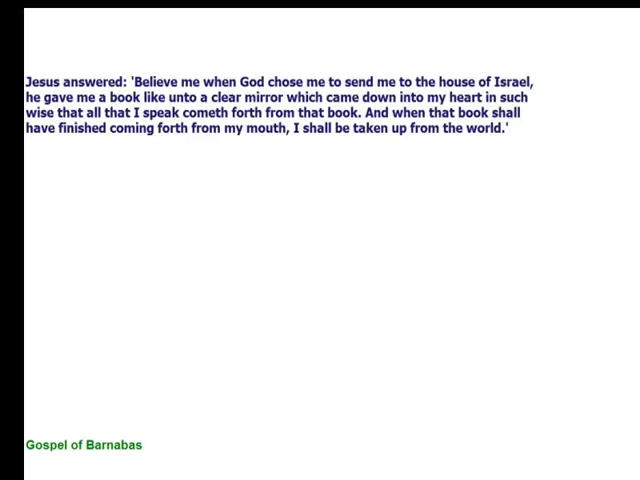 Jesus answered: 'Believe me when God chose me to send me to the house of Israel,
he gave me a book like unto a clear mirror which came down into my heart in such
wise that all that I speak cometh forth from that book. And when that book shall
have finished coming forth from my mouth, I shall be taken up from the world.'
Gospel of Barnabas